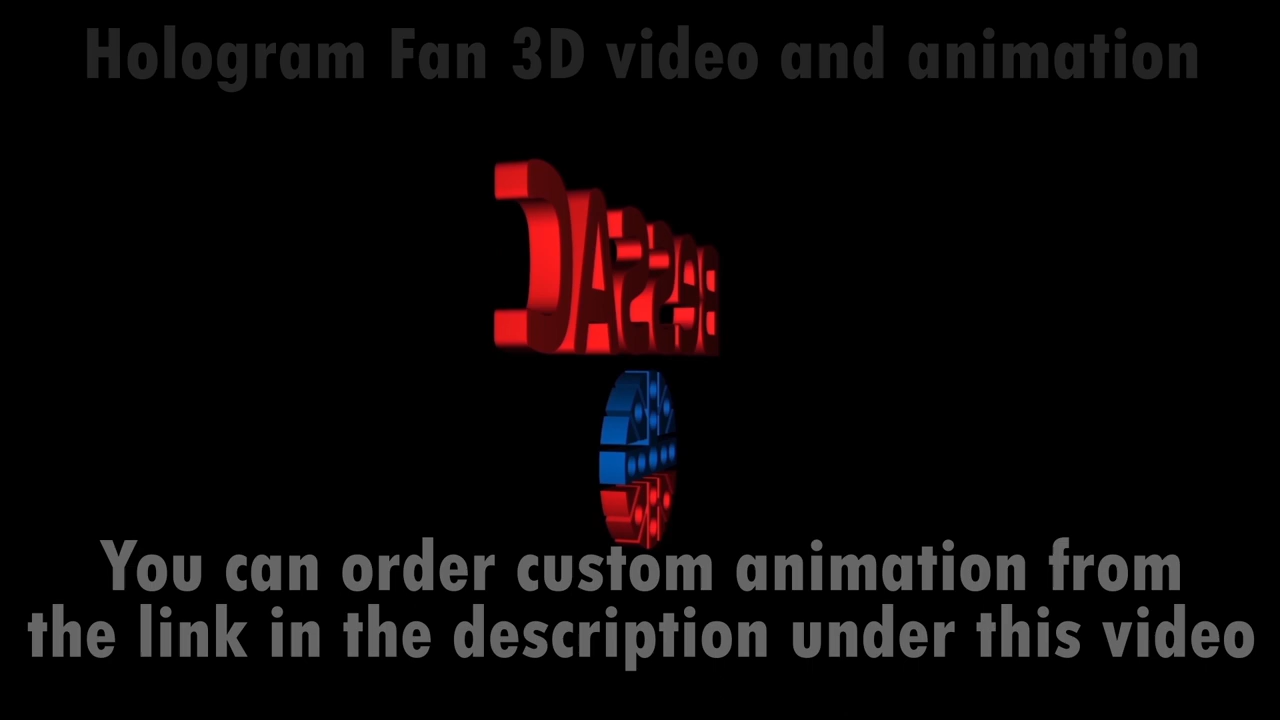 Hologram Fan 3D video and animation
You can order custom animation from
the link in the description under this video